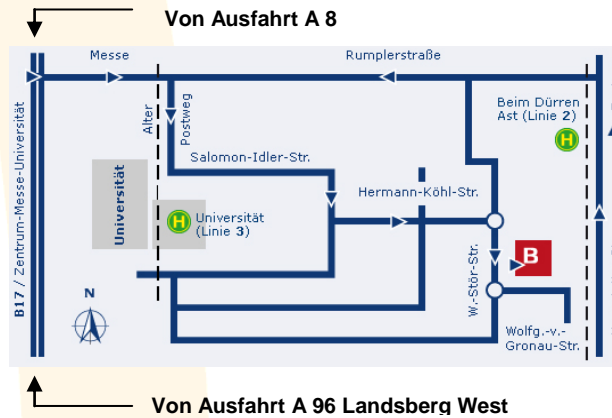 Von Ausfahrt A 8
Messe
Rumplerstraße
Alter
Postweg
Beim Dürren
Ast (Linie 2)
H
Salomon-Idler-Str.
Hermann-Köhl-Str.
Universität
H
Universität
(Linie 3)
B17 / Zentrum-Messe-Universität
B
W.-Stör-Str.
N
Wolfg.-v.-
Gronau-Str.
Von Ausfahrt A 96 Landsberg West